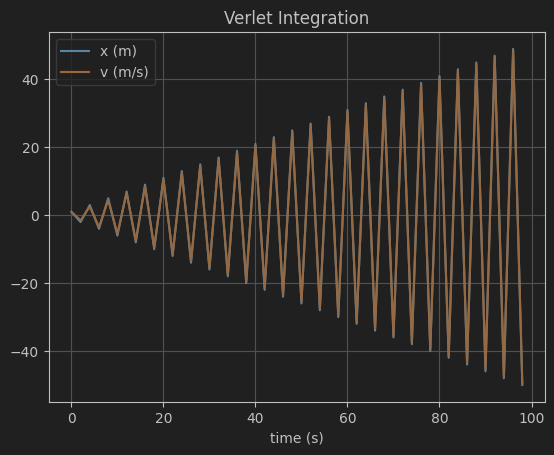 Verlet Integration
x (m)
v (m/s)
40
20
0
−20
−40
0 20 40 60 80 100
time (s)